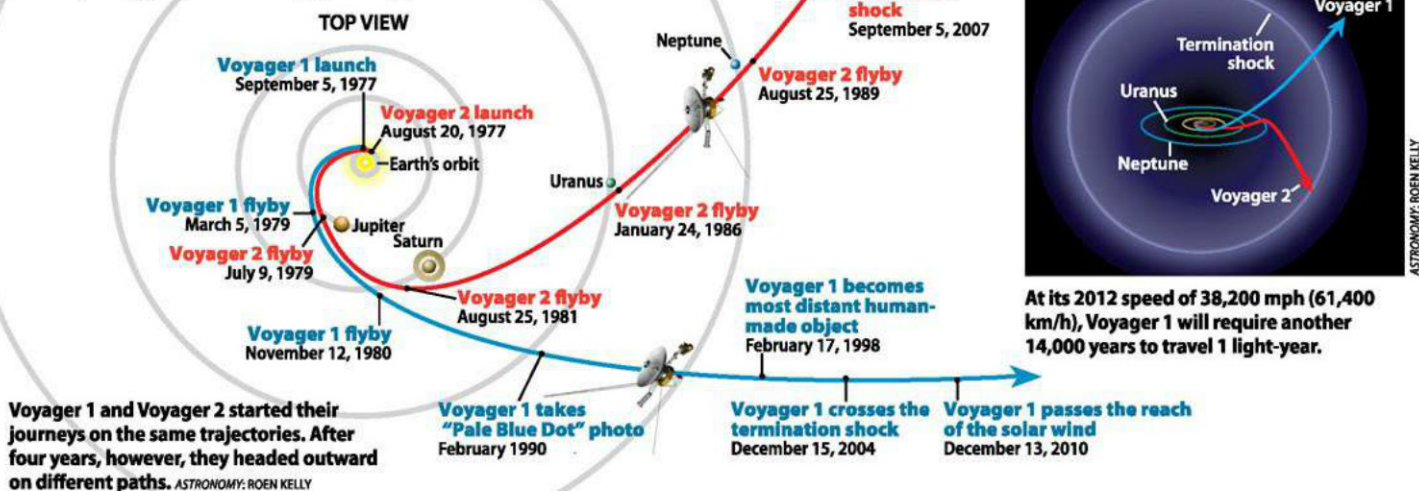 TOP VIEW
Voyager 1 launch
September 5, 1977
Voyager 2 launch
August 20, 1977
Earth's orbit
Voyager 1 flyby
March 5, 1979
Jupiter
Voyager 2 flyby
July 9, 1979
Saturn
Voyager 2 flyby
August 25, 1981
Voyager 1 flyby
November 12, 1980
Uranus
Voyager 2 flyby
January 24, 1986
Neptune
Voyager 2 flyby
August 25, 1989
shock
September 5, 2007
Voyager 1 takes
"Pale Blue Dot" photo
February 1990
Voyager 1 becomes
most distant human-
made object
February 17, 1998
Voyager 1 crosses the
termination shock
December 15, 2004
Voyager 1 passes the reach
of the solar wind
December 13, 2010
Voyager 1 and Voyager 2 started their
journeys on the same trajectories. After
four years, however, they headed outward
on different paths. ASTRONOMY: ROEN KELLY
Voyager 1
Termination
shock
Uranus
Neptune
Voyager 2
ASTRONOMY: ROEN KELLY
At its 2012 speed of 38,200 mph (61,400
km/h), Voyager 1 will require another
14,000 years to travel 1 light-year.